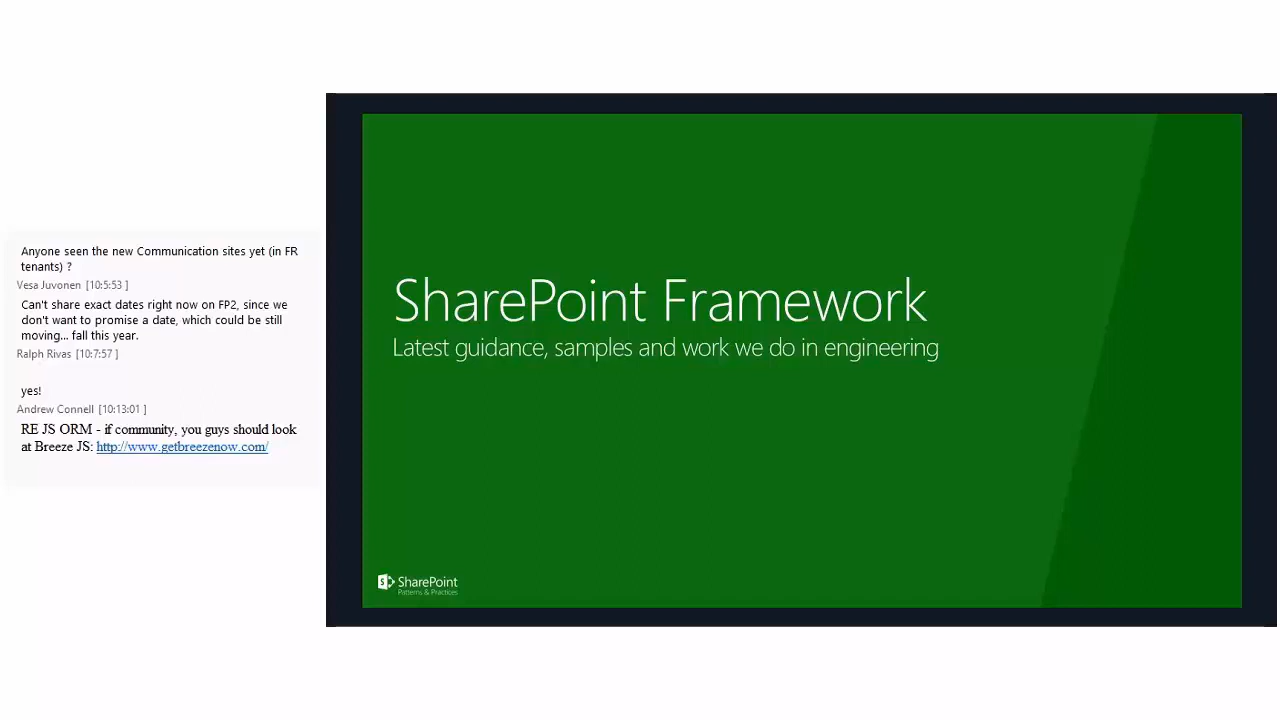 Anyone seen the new Communication sites yet (in FR
tenants) ?
Vesa Juvonen [10:5:53 ]
Can't share exact dates right now on FP2, since we
don't want to promise a date, which could be still
moving... fall this year.
Ralph Rivas [10:7:57 ]
yes!
Andrew Connell [10:13:01 ]
RE JS ORM - if community, you guys should look
at Breeze JS: http://www.getbreezenow.com/
SharePoint Framework
Latest guidance, samples and work we do in engineering
SharePoint
Patterns & Practices